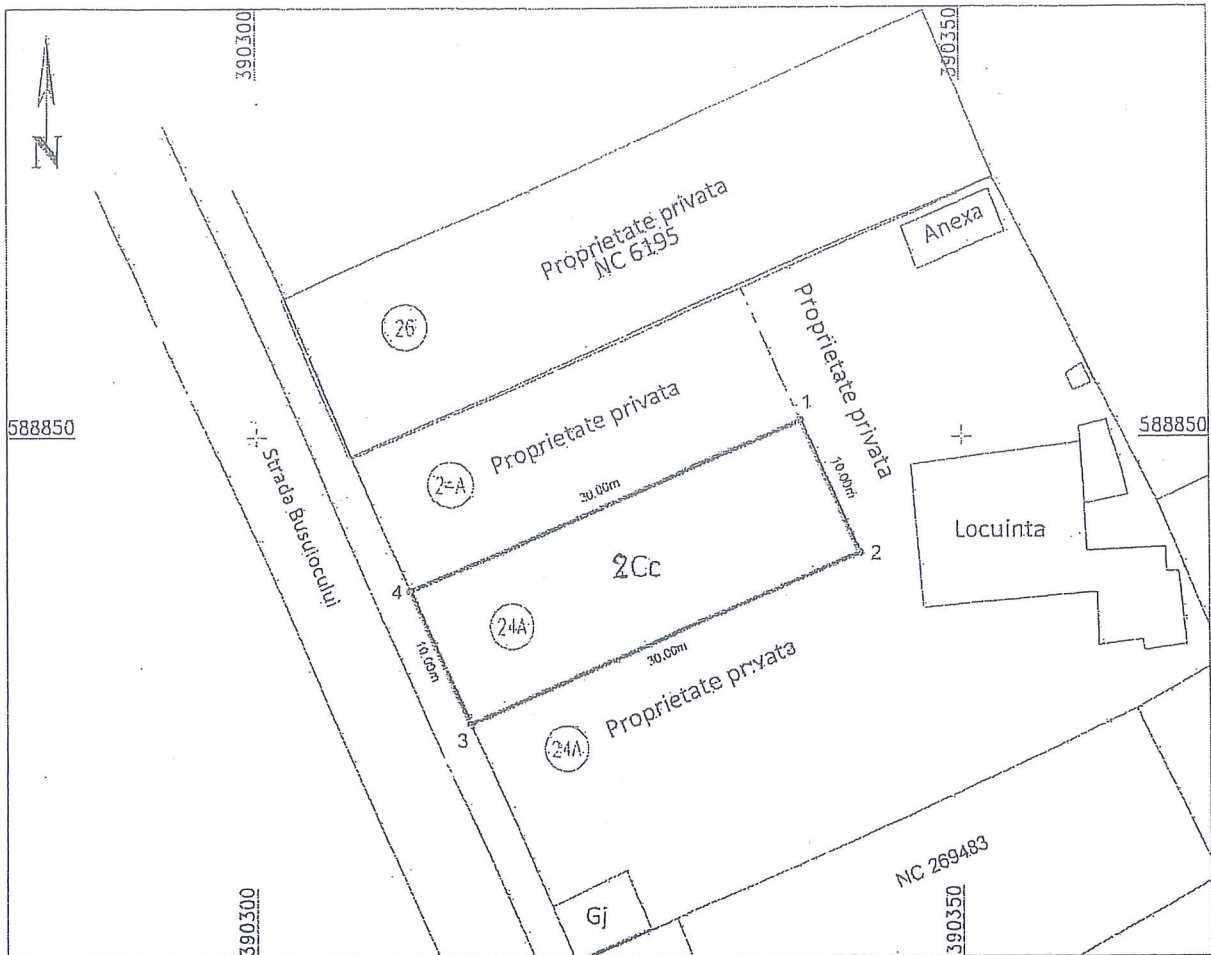 390300
390350
N
Proprietate privata
NC 6195
Anexa
26
Proprietate privata
588850
588850
1
Proprietate privata
10.00m
Strada Busuiocului
30.00m
Locuinta
2
2Cc
4
24A
10.00m
30.00m
Proprietate privata
3
24A
NC 269483
390300
390350
Gj